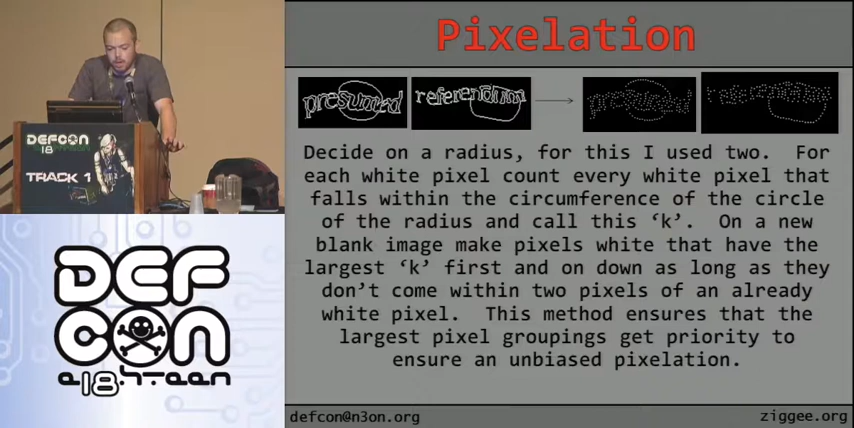 Pixelation
presumed
referendum
Decide on a radius, for this I used two. For
each white pixel count every white pixel that
falls within the circumference of the circle
of the radius and call this ‘k’. On a new
blank image make pixels white that have the
largest ‘k’ first and on down as long as they
don’t come within two pixels of an already
white pixel. This method ensures that the
largest pixel groupings get priority to
ensure an unbiased pixelation.
defcon@n3on.org
ziggee.org
DEFCON
18
TRACK 1
DEF
CON
e18hteen